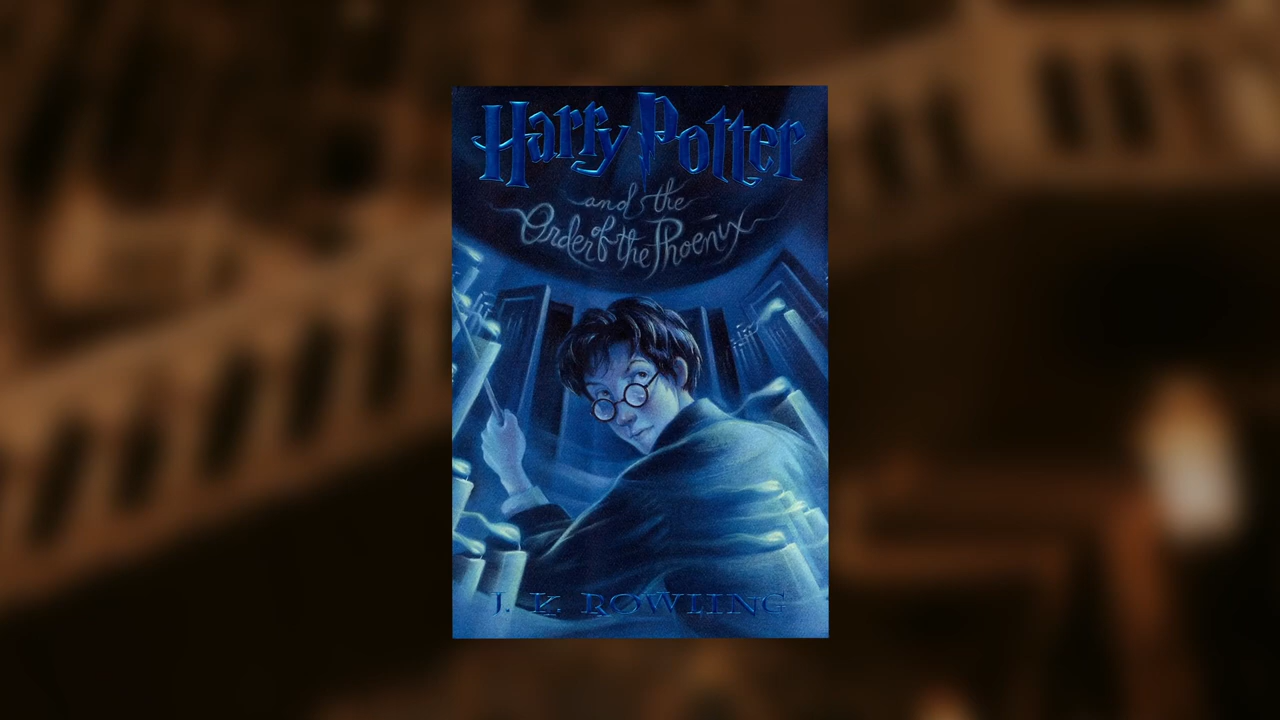 Harry Potter
and the
Order of the Phoenix
J. K. ROWLING